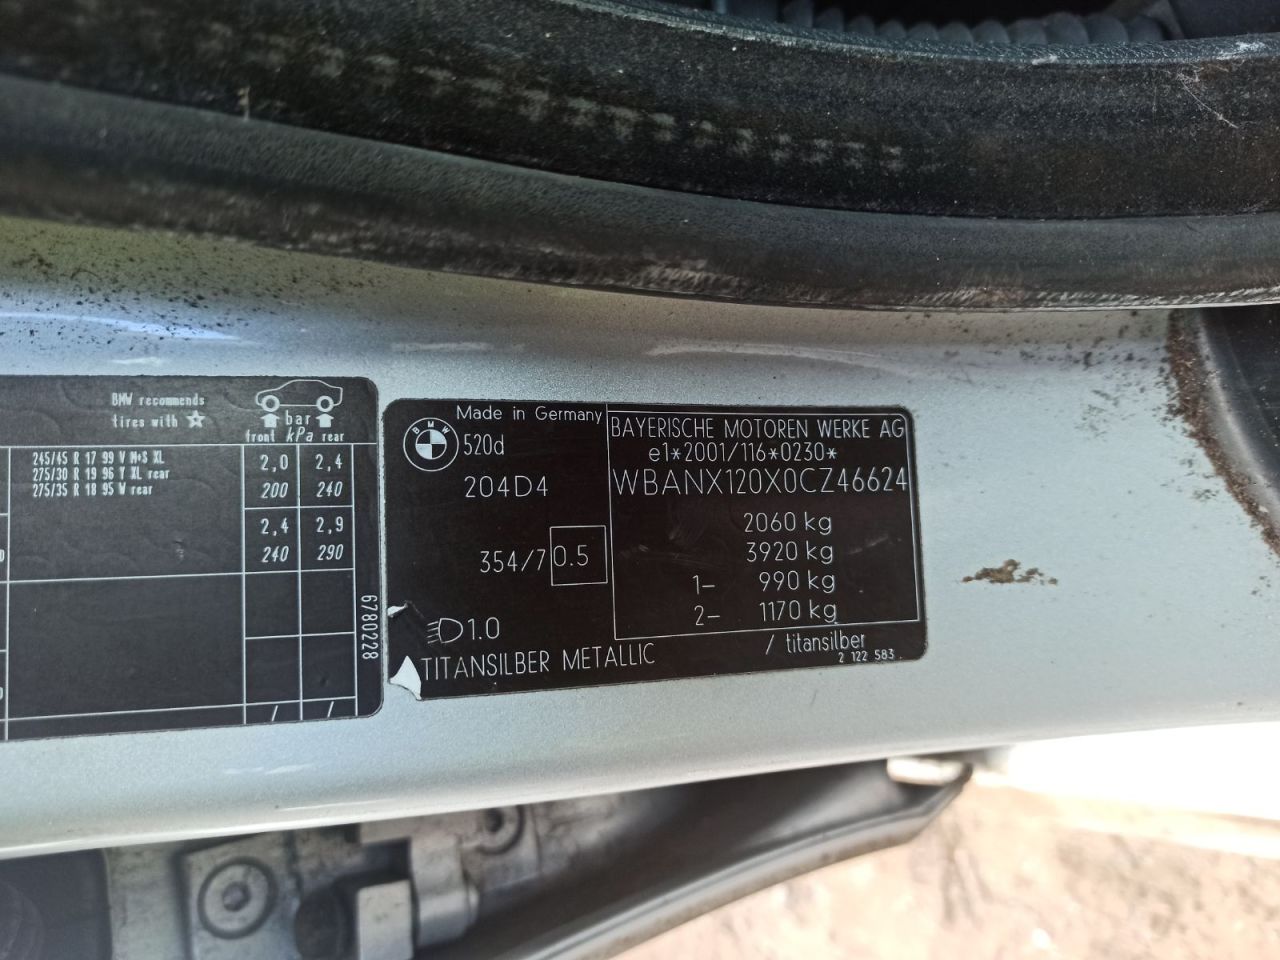 BMW recommends
tires with
bar
front kPa rear
245/45 R 17 99 V M+S XL
275/30 R 19 96 Y XL rear
275/35 R 18 95 W rear
2,0 2,4
200 240
2,4 2,9
240 290
/ /
6780228
BMW
Made in Germany
520d
204D4
354/7 0.5
1.0
TITANSILBER METALLIC
BAYERISCHE MOTOREN WERKE AG
e1*2001/116*0230*
WBANX120X0CZ46624
2060 kg
3920 kg
1- 990 kg
2- 1170 kg
/ titansilber
2 122 583